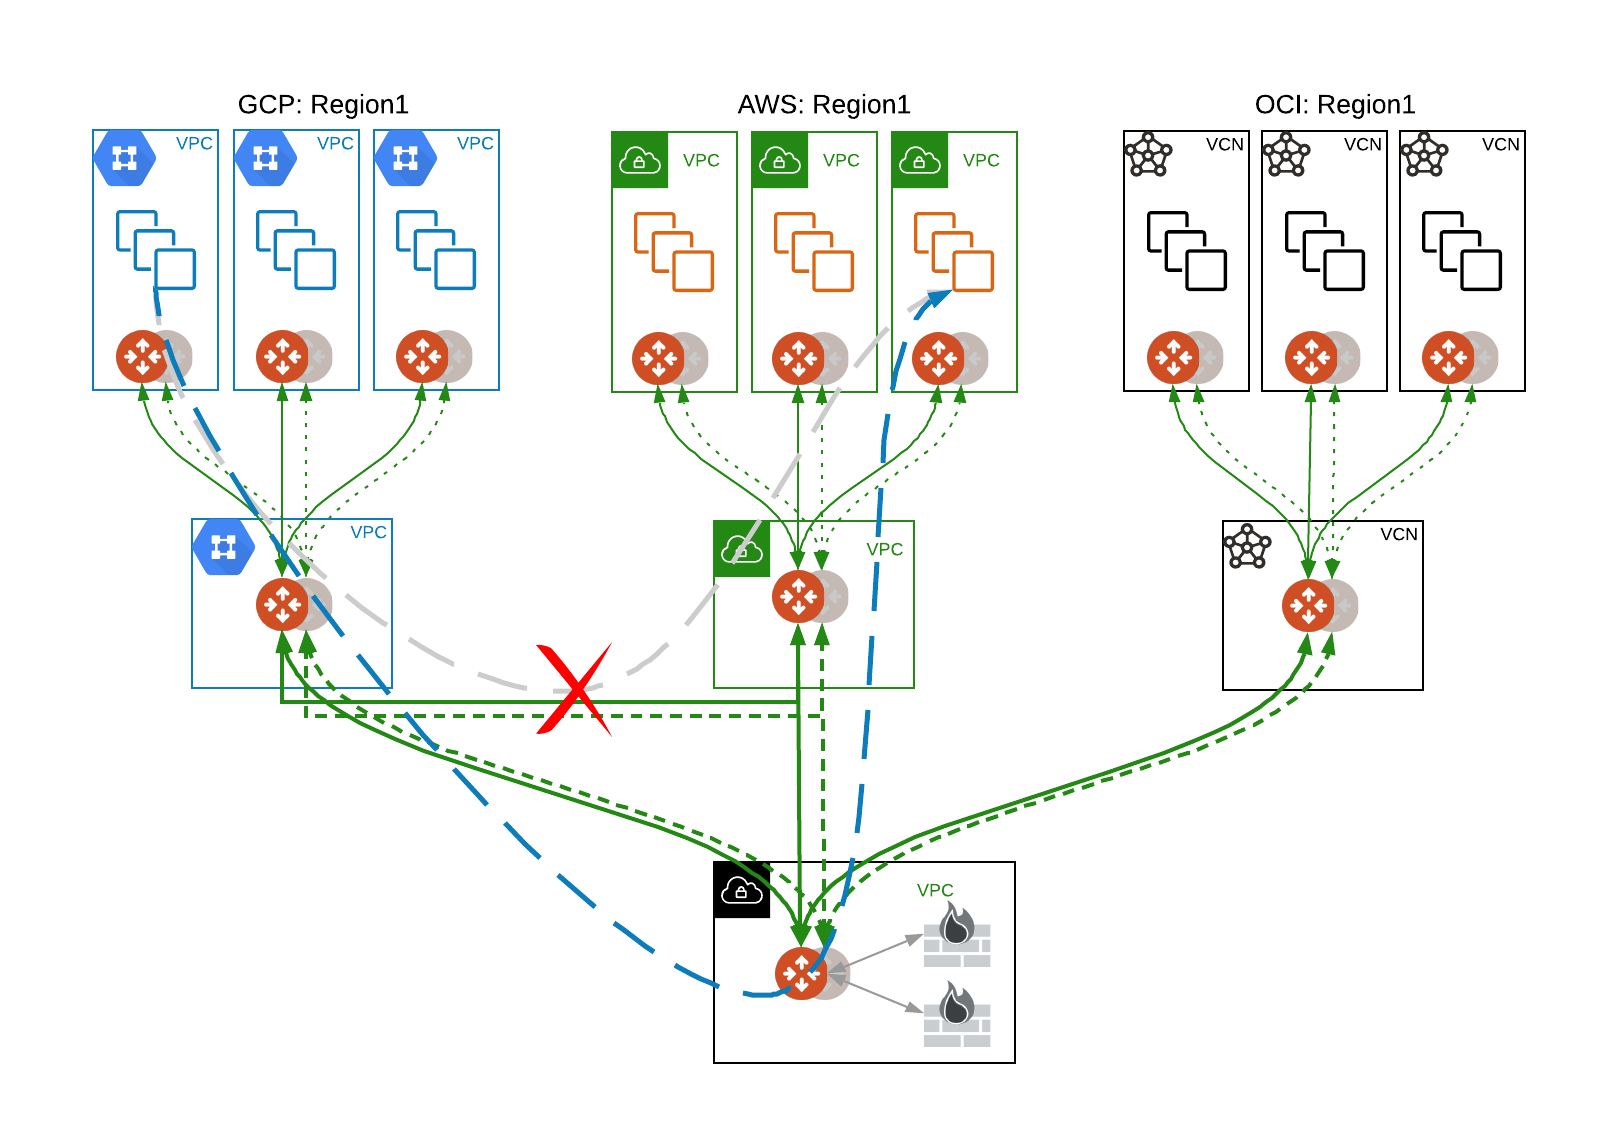 GCP: Region1
AWS: Region1
OCI: Region1
VPC
VPC
VPC
VPC
VPC
VPC
VCN
VCN
VCN
VPC
VPC
VCN
VPC